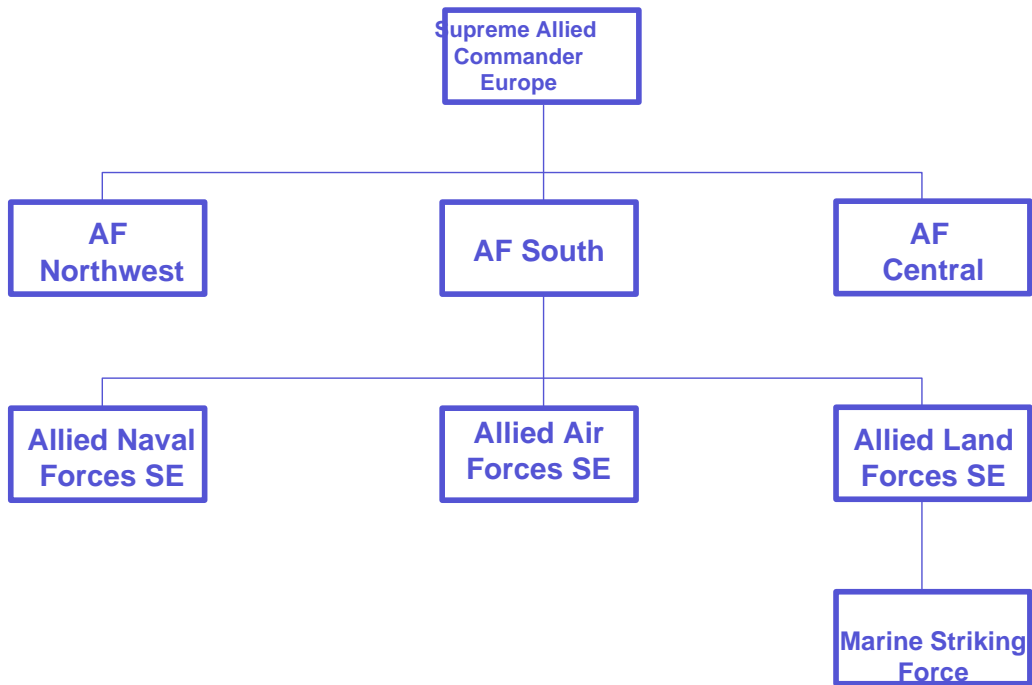 Supreme Allied
Commander
Europe
AF
Northwest
AF South
AF
Central
Allied Naval
Forces SE
Allied Air
Forces SE
Allied Land
Forces SE
Marine Striking
Force